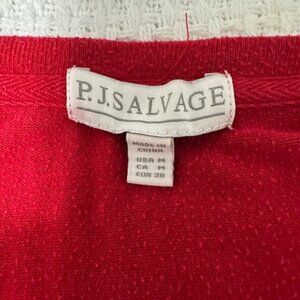 P.J.SALVAGE
MADE IN
CHINA
USA M
CA M
EUR 38